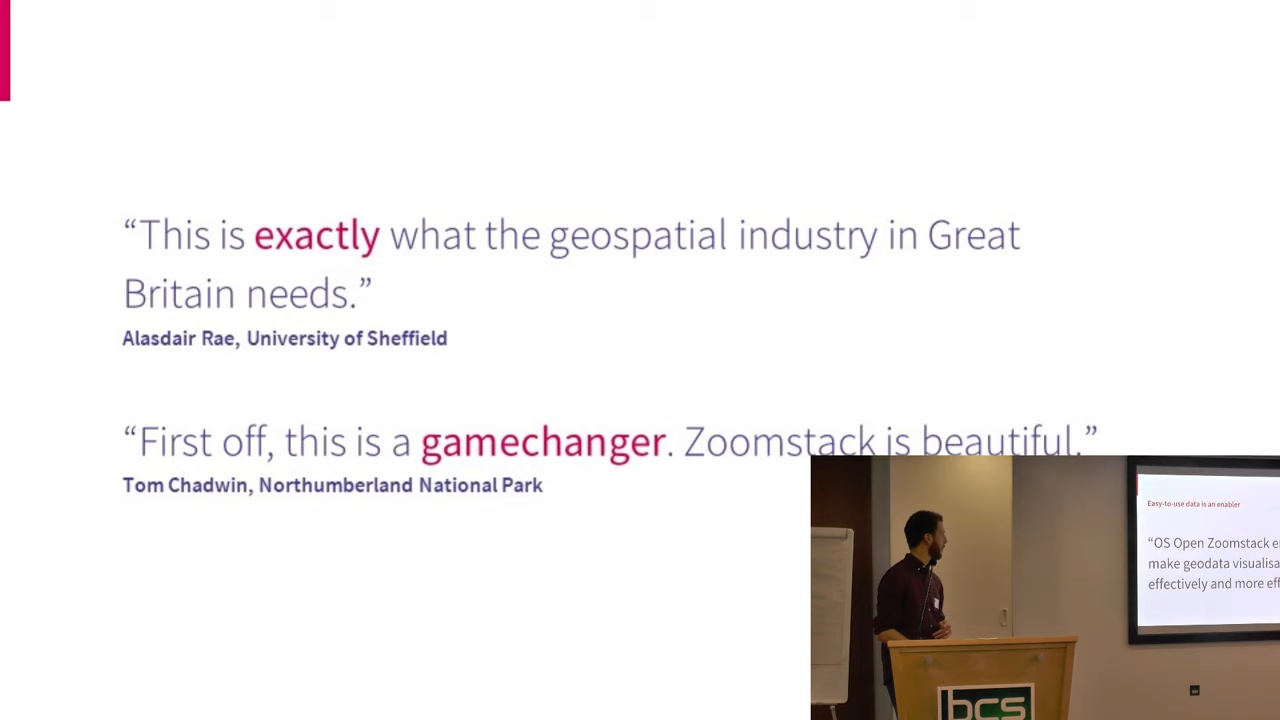 “This is exactly what the geospatial industry in Great
Britain needs.”
Alasdair Rae, University of Sheffield
“First off, this is a gamechanger. Zoomstack is beautiful.”
Tom Chadwin, Northumberland National Park
Easy-to-use data is an enabler
“OS Open Zoomstack
make geodata
effectively and more
bcs